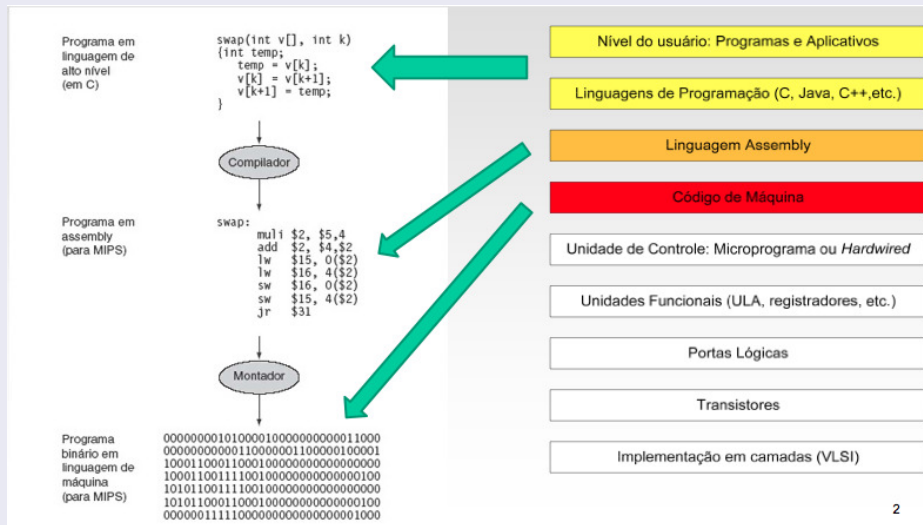 Programa em
linguagem de
alto nível
(em C)
swap(int v[], int k)
{int temp;
temp = v[k];
v[k] = v[k+1];
v[k+1] = temp;
}
Compilador
Programa em
assembly
(para MIPS)
swap:
muli $2, $5,4
add $2, $4,$2
lw $15, 0($2)
lw $16, 4($2)
sw $16, 0($2)
sw $15, 4($2)
jr $31
Montador
Programa
binário em
linguagem de
máquina
(para MIPS)
00000000101000010000000000011000
00000000000110000001100000100001
10001100011000100000000000000000
10001100111100100000000000000100
10101100111100100000000000000000
10101100011000100000000000000100
00000011111000000000000000001000
Nível do usuário: Programas e Aplicativos
Linguagens de Programação (C, Java, C++,etc.)
Linguagem Assembly
Código de Máquina
Unidade de Controle: Microprograma ou Hardwired
Unidades Funcionais (ULA, registradores, etc.)
Portas Lógicas
Transistores
Implementação em camadas (VLSI)
2